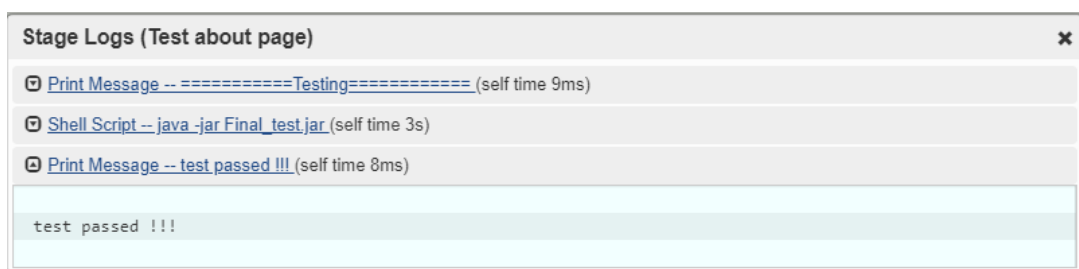 Stage Logs (Test about page)
Print Message -- ===========Testing============ (self time 9ms)
Shell Script -- java -jar Final_test.jar (self time 3s)
Print Message -- test passed !!! (self time 8ms)
test passed !!!